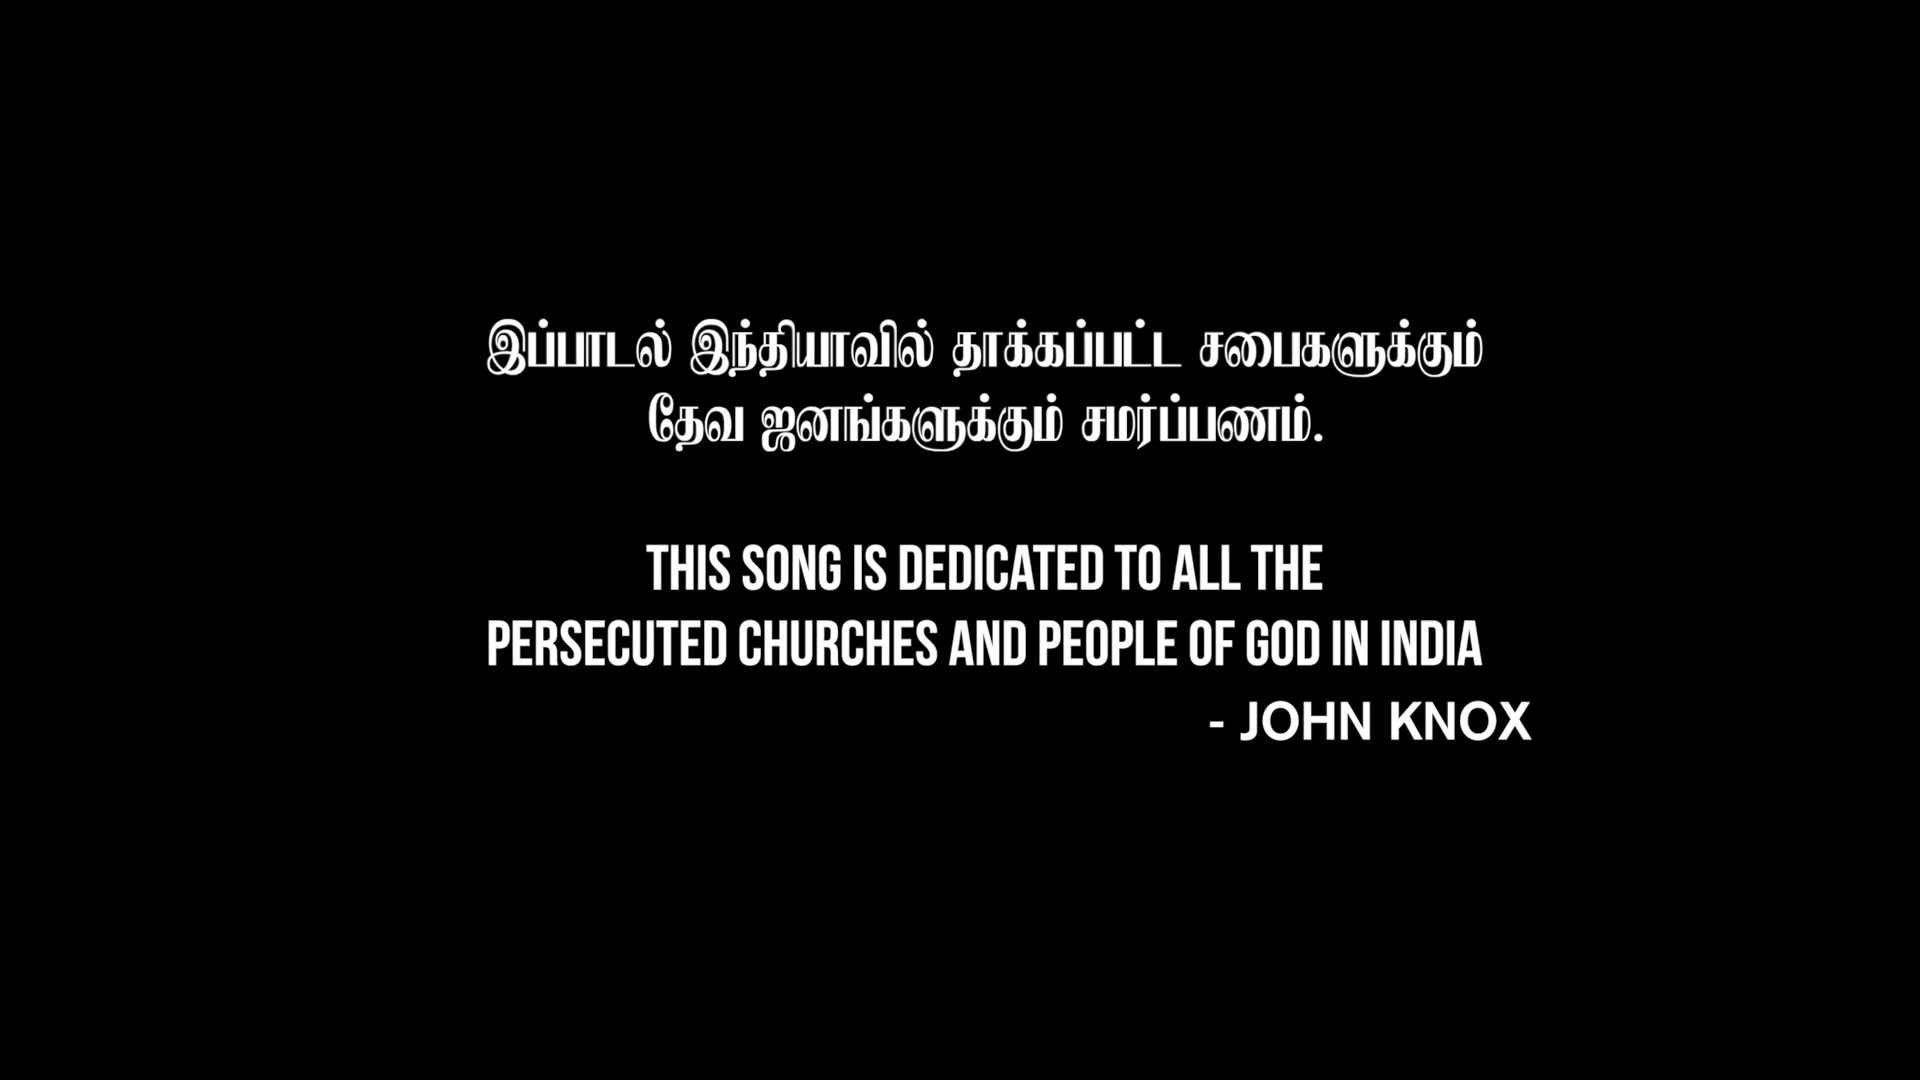 இப்பாடல் இந்தியாவில் தாக்கப்பட்ட சபைகளுக்கும்
தேவ ஜனங்களுக்கும் சமர்ப்பணம்.
THIS SONG IS DEDICATED TO ALL THE
PERSECUTED CHURCHES AND PEOPLE OF GOD IN INDIA
- JOHN KNOX